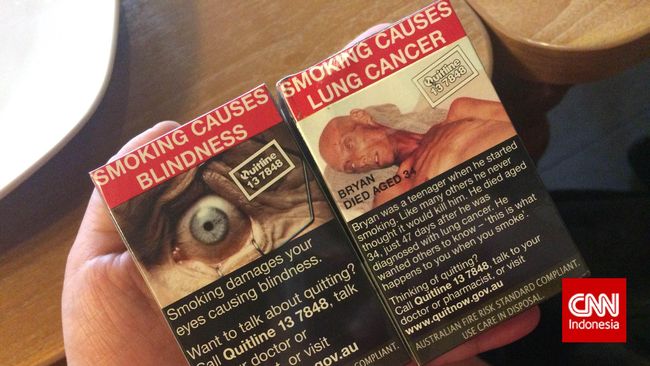 SMOKING CAUSES
BLINDNESS
Quitline
13 7848
Smoking damages your
eyes causing blindness.
Want to talk about quitting?
Call Quitline 13 7848, talk
doctor or
or visit
ow.gov.au
COMPLIANT.
SMOKING CAUSES
LUNG CANCER
Quitline
13 7848
BRYAN
DIED AGED 34
Bryan was a teenager when he started
smoking. Like many others he never
thought it would kill him. He died aged
34, just 47 days after he was
diagnosed with lung cancer. He
wanted others to know – 'this is what
happens to you when you smoke'.
Thinking of quitting?
Call Quitline 13 7848, talk to your
doctor or pharmacist, or visit
www.quitnow.gov.au
AUSTRALIAN FIRE RISK STANDARD COMPLIANT.
USE CARE IN DISPOSAL.
CNN
Indonesia